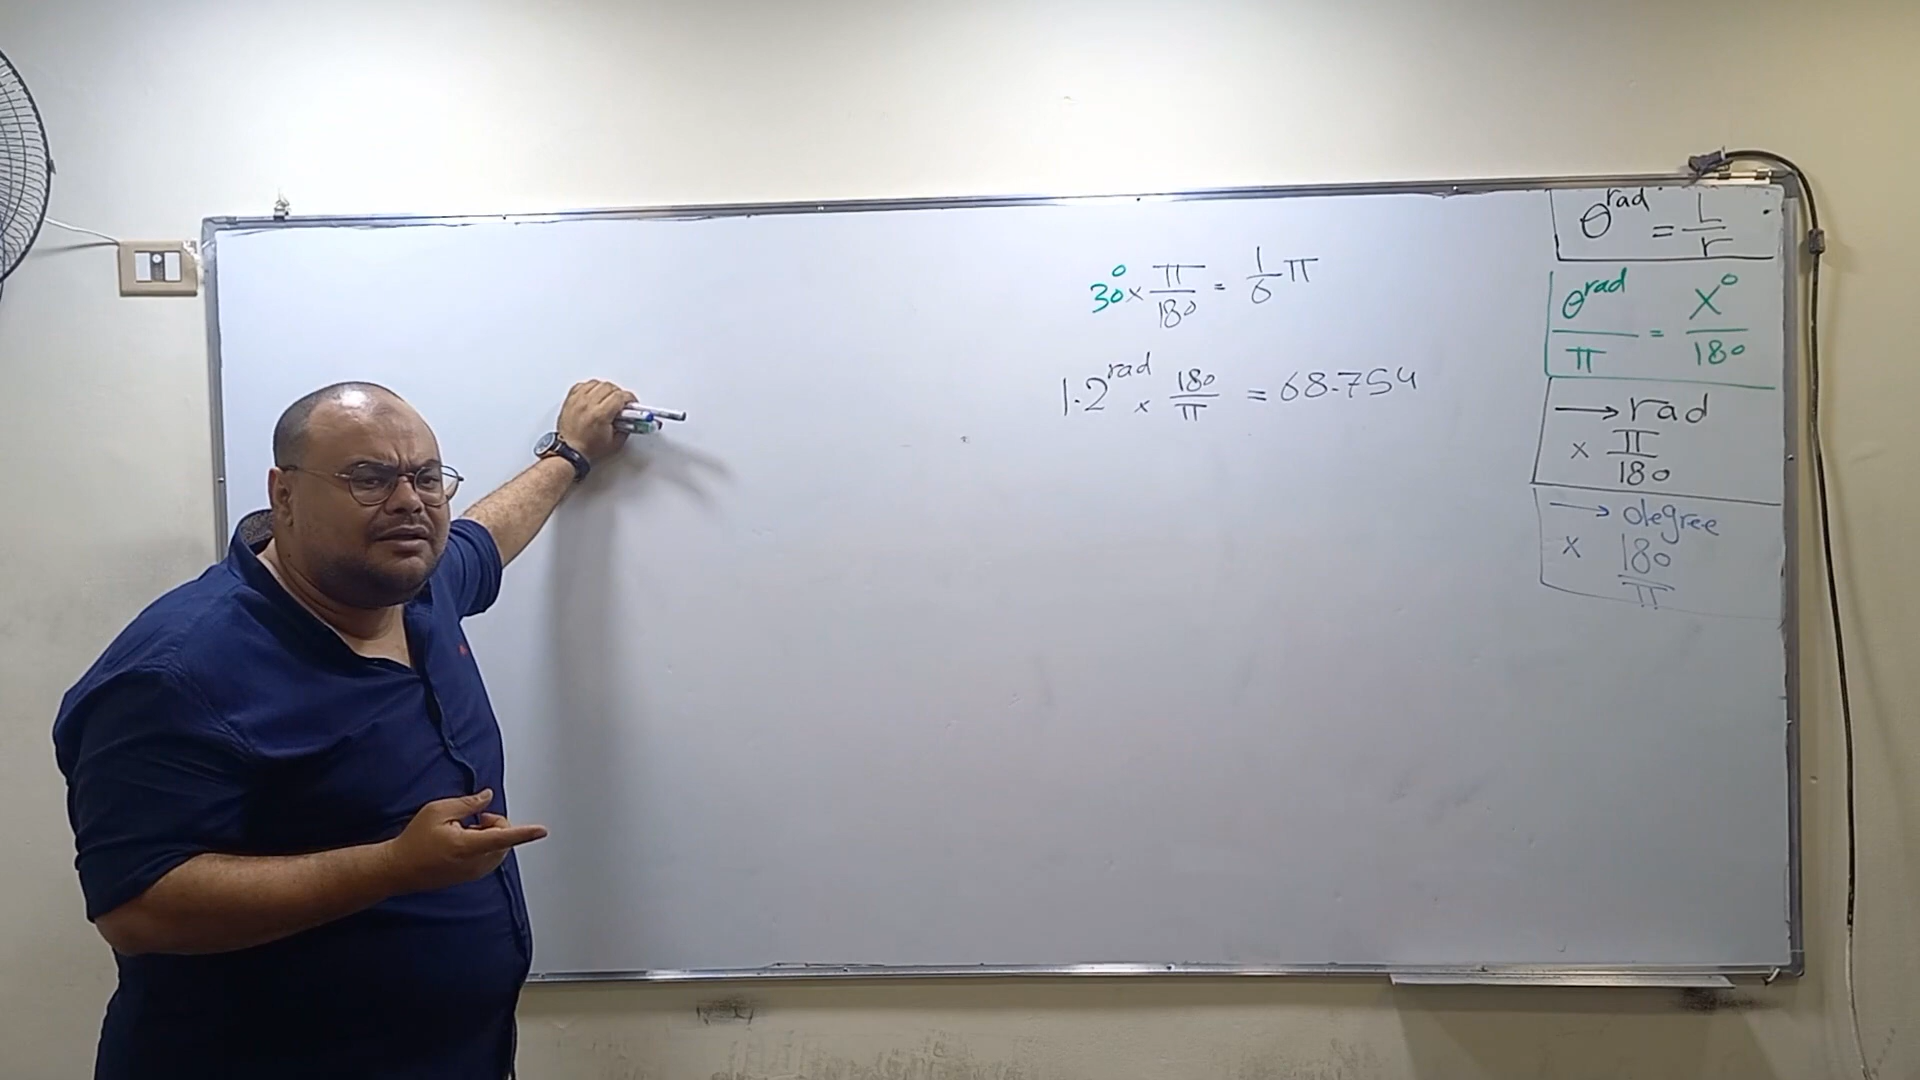 30° × π/180 = 1/6 π
1.2^rad × 180/π = 68.754
θ^rad = L/r
θ^rad/π = X°/180
→ rad
× π/180
→ degree
× 180/π